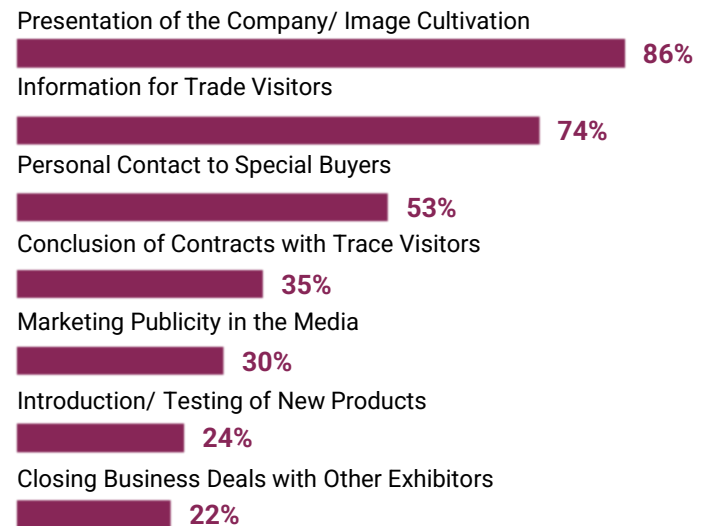 Presentation of the Company/ Image Cultivation
86%
Information for Trade Visitors
74%
Personal Contact to Special Buyers
53%
Conclusion of Contracts with Trace Visitors
35%
Marketing Publicity in the Media
30%
Introduction/ Testing of New Products
24%
Closing Business Deals with Other Exhibitors
22%